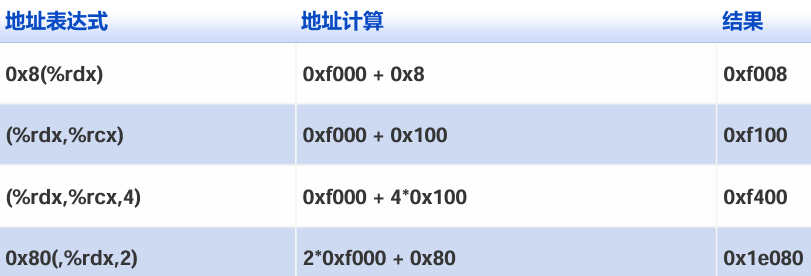 地址表达式 地址计算 结果
0x8(%rdx) 0xf000 + 0x8 0xf008
(%rdx,%rcx) 0xf000 + 0x100 0xf100
(%rdx,%rcx,4) 0xf000 + 4*0x100 0xf400
0x80(,%rdx,2) 2*0xf000 + 0x80 0x1e080